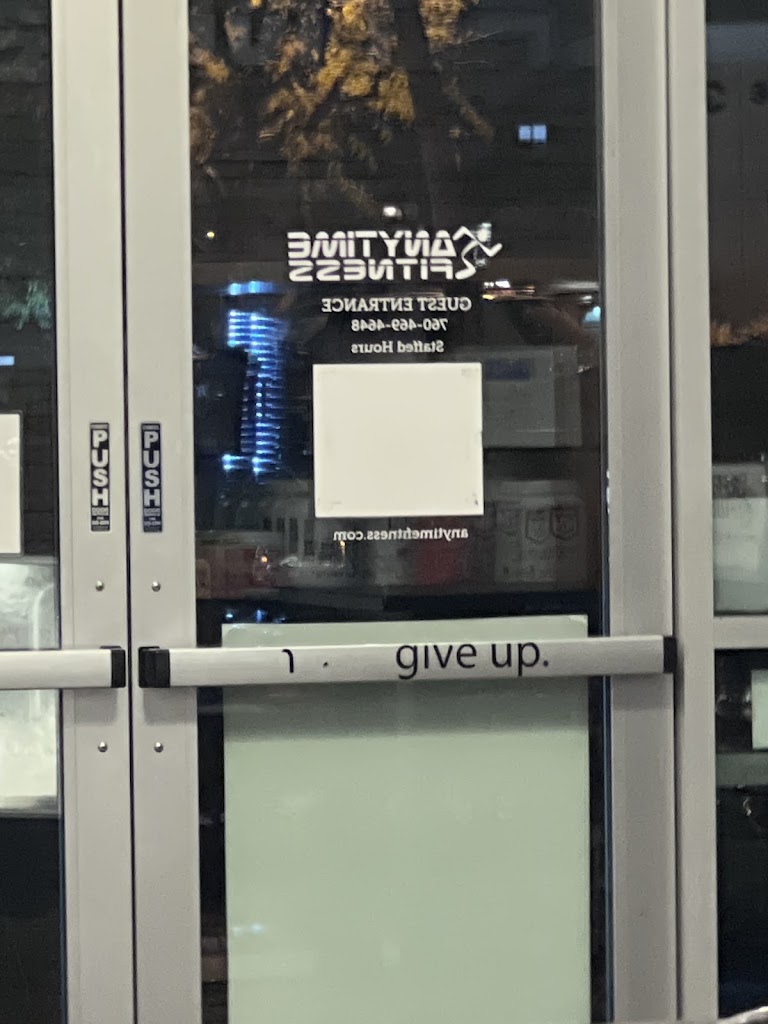 ANYTIME
FITNESS
GUEST ENTRANCE
760-469-4648
Staffed Hours
PUSH
PUSH
anytimefitness.com
give up.